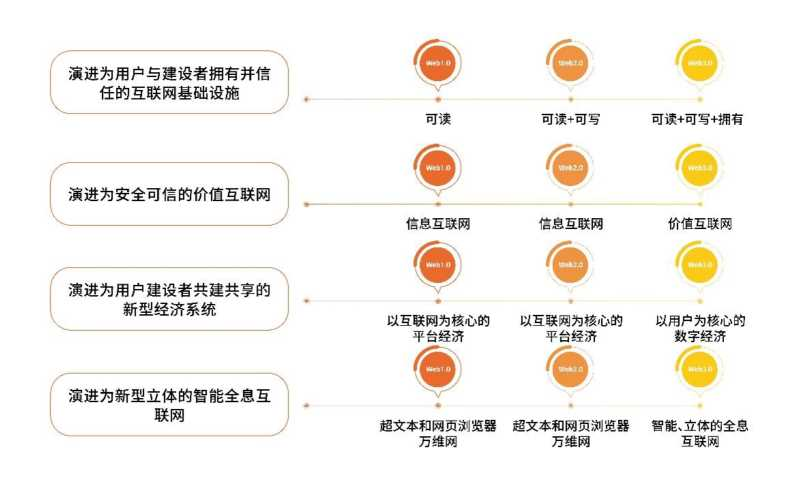 演进为用户与建设者拥有并信
任的互联网基础设施
Web1.0
Web2.0
Web3.0
可读
可读+可写
可读+可写+拥有
演进为安全可信的价值互联网
Web1.0
Web2.0
Web3.0
信息互联网
信息互联网
价值互联网
演进为用户建设者共建共享的
新型经济系统
Web1.0
Web2.0
Web3.0
以互联网为核心的
平台经济
以互联网为核心的
平台经济
以用户为核心的
数字经济
演进为新型立体的智能全息互
联网
Web1.0
Web2.0
Web3.0
超文本和网页浏览器
万维网
超文本和网页浏览器
万维网
智能、立体的全息
互联网